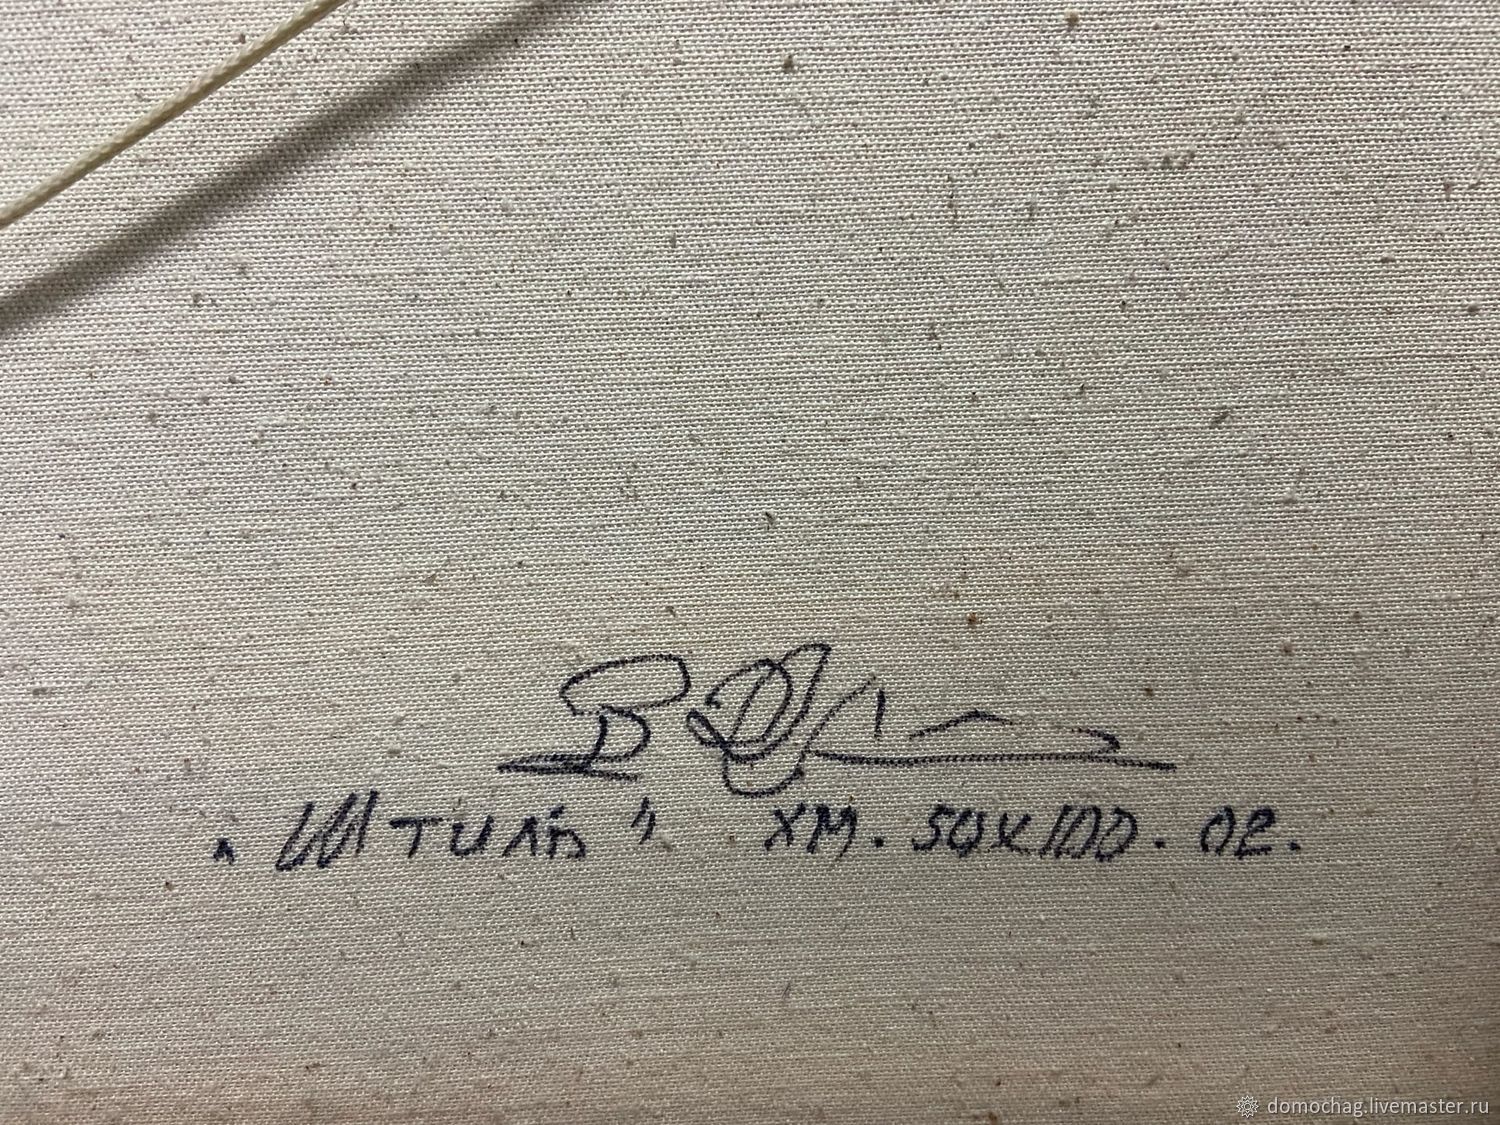 „Штиль" ХМ. 50х100. 02.
domochag.livemaster.ru